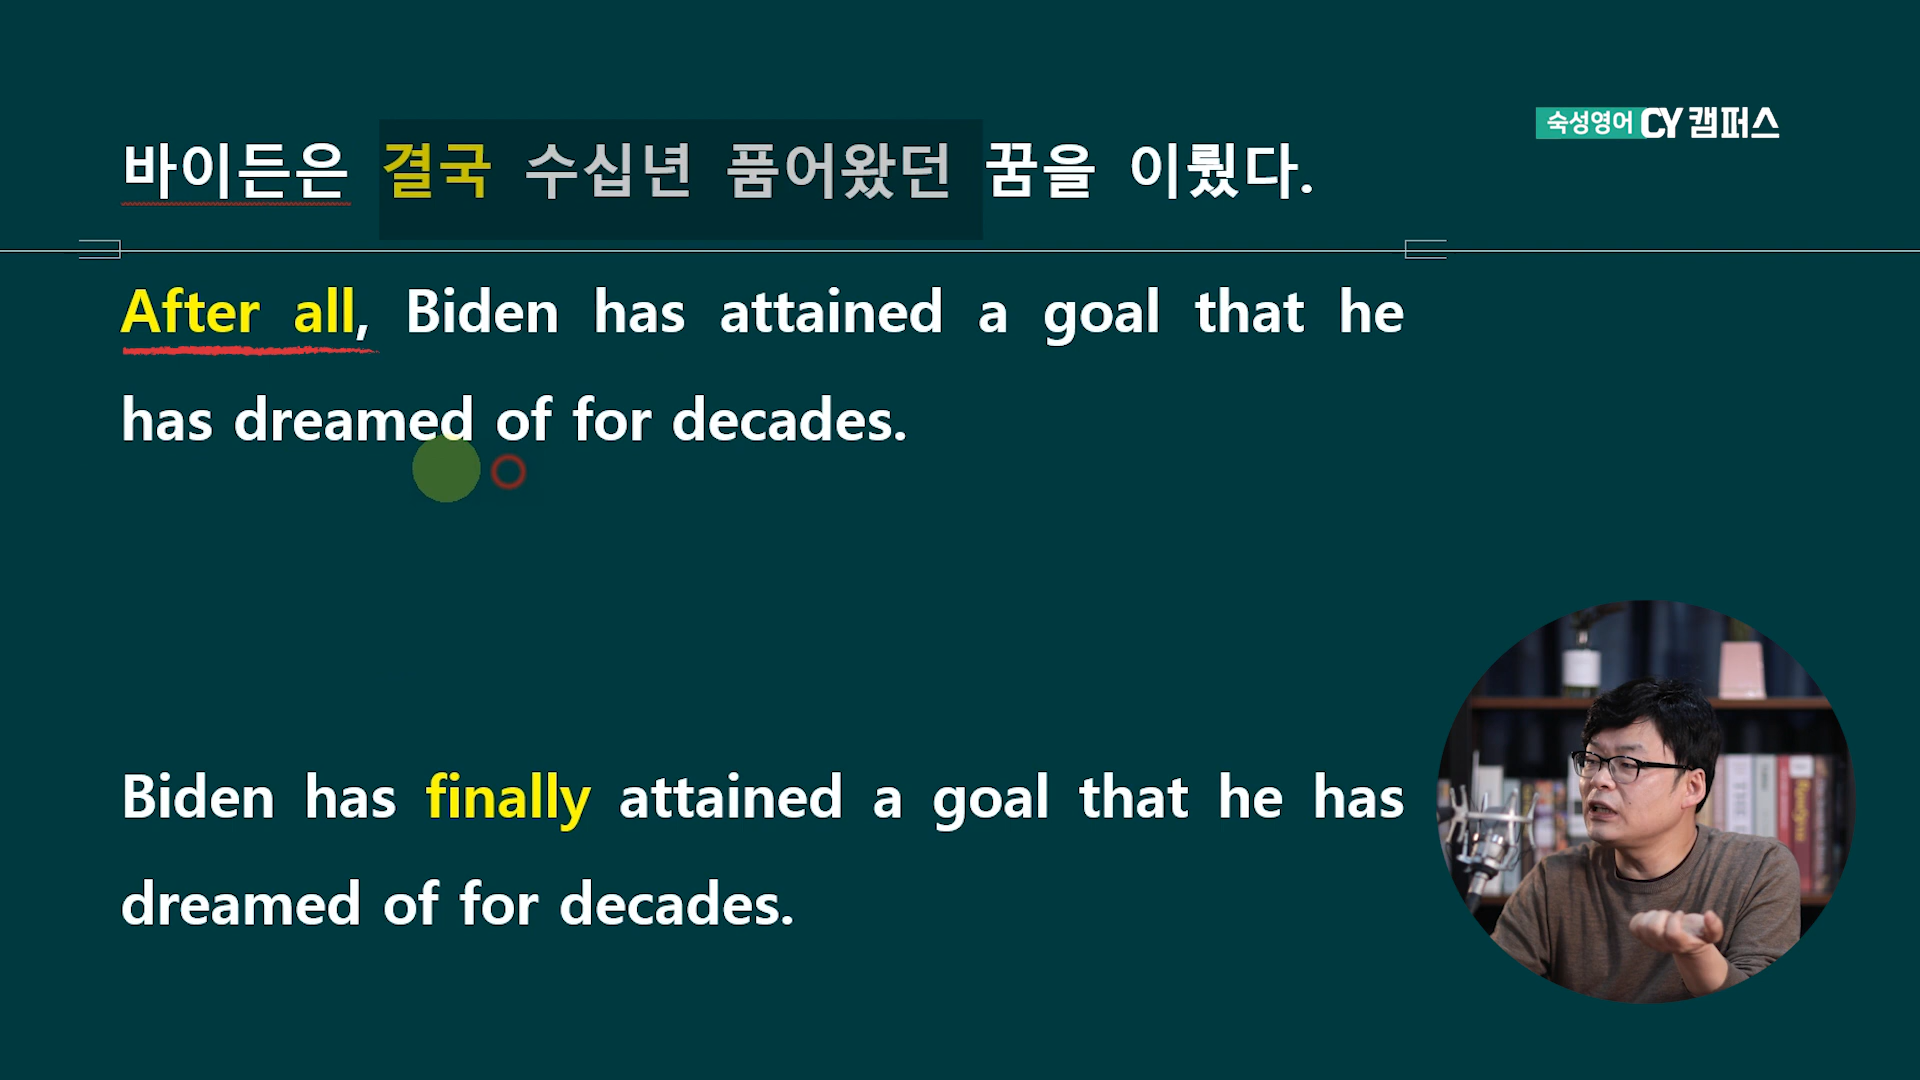 숙성영어 CY캠퍼스
바이든은 결국 수십년 품어왔던 꿈을 이뤘다.
After all, Biden has attained a goal that he
has dreamed of for decades.
Biden has finally attained a goal that he has
dreamed of for decades.